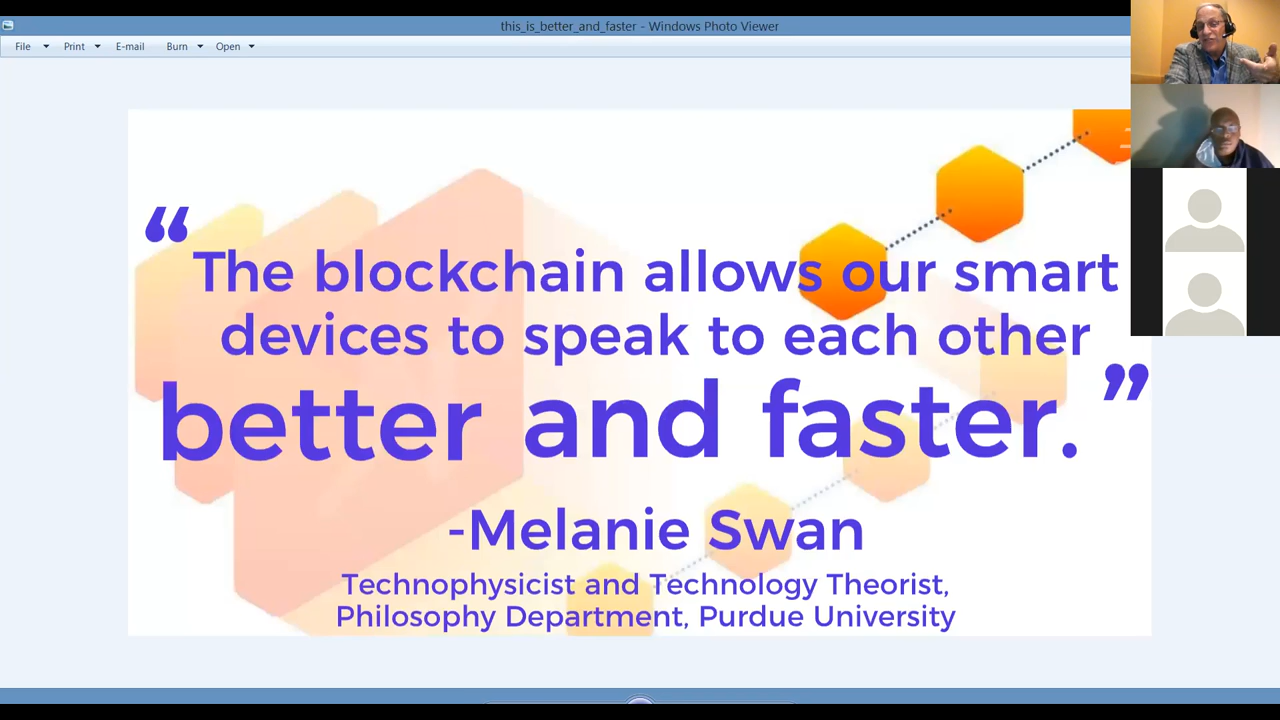 this_is_better_and_faster - Windows Photo Viewer
File Print E-mail Burn Open
“The blockchain allows our smart
devices to speak to each other
better and faster.”
-Melanie Swan
Technophysicist and Technology Theorist,
Philosophy Department, Purdue University